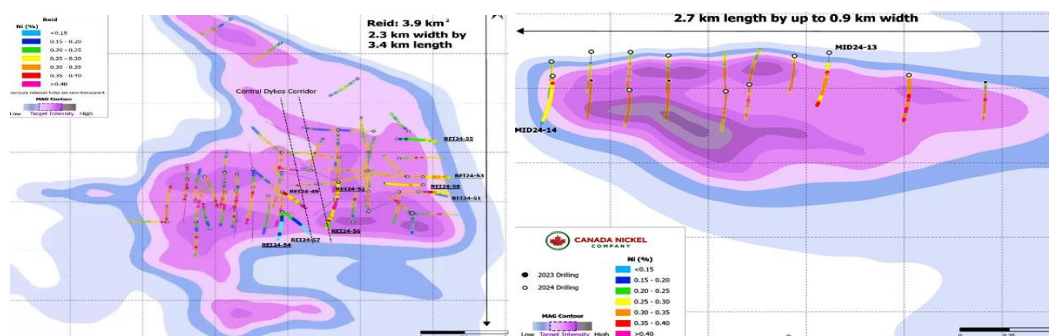 Reid
Ni (%)
<0.15
0.15 - 0.20
0.20 - 0.25
0.25 - 0.30
0.30 - 0.35
0.35 - 0.40
>0.40
MAG Contour
Low Target Intensity High
Reid: 3.9 km²
2.3 km width by
3.4 km length
Central Dykes Corridor
REI24-55
REI24-53
REI24-51
REI24-49
REI24-52
REI24-56
REI24-54
REI24-57
2.7 km length by up to 0.9 km width
MID24-13
MID24-14
CANADA NICKEL
COMPANY
2023 Drilling
2024 Drilling
MAG Contour
Low Target Intensity High
Ni (%)
<0.15
0.15 - 0.20
0.20 - 0.25
0.25 - 0.30
0.30 - 0.35
0.35 - 0.40
>0.40